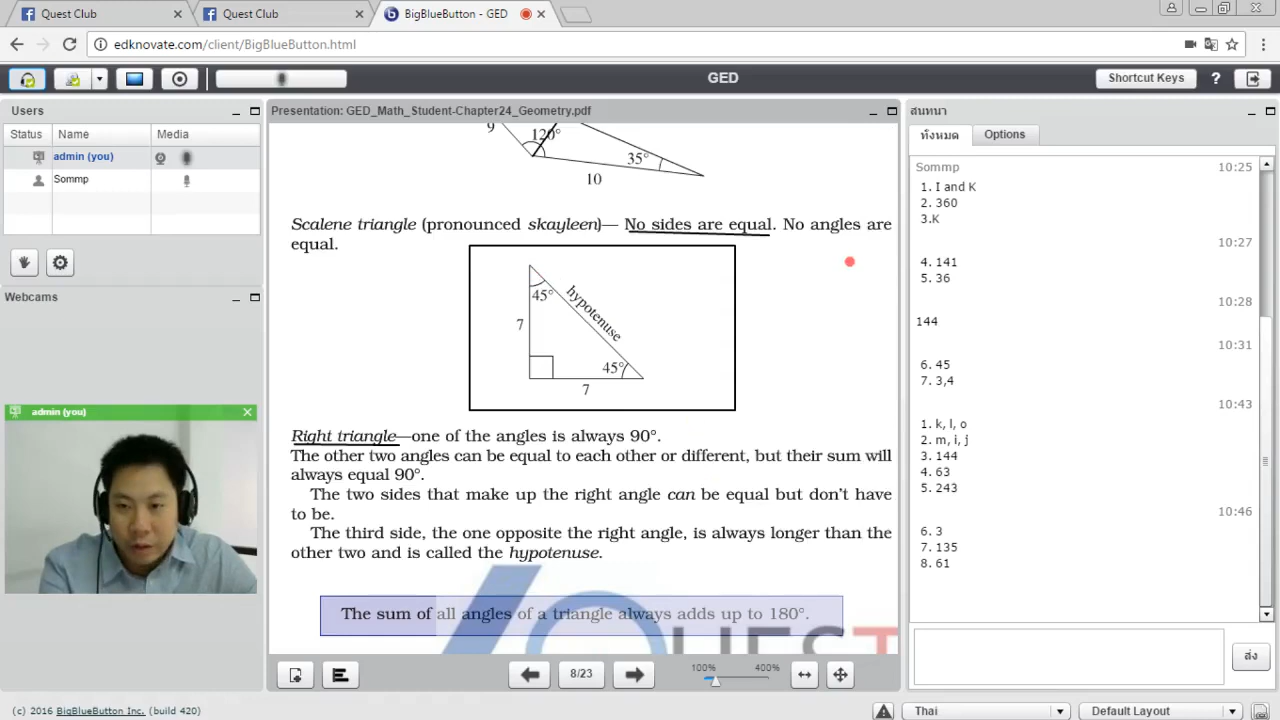 Quest Club
Quest Club
BigBlueButton - GED
edknovate.com/client/BigBlueButton.html
GED
Shortcut Keys
?
Users
Status Name Media
admin (you)
Sommp
Webcams
admin (you)
Presentation: GED_Math_Student-Chapter24_Geometry.pdf
9
120°
35°
10
Scalene triangle (pronounced skayleen)— No sides are equal. No angles are
equal.
45°
hypotenuse
7
45°
7
Right triangle—one of the angles is always 90°.
The other two angles can be equal to each other or different, but their sum will
always equal 90°.
The two sides that make up the right angle can be equal but don't have
to be.
The third side, the one opposite the right angle, is always longer than the
other two and is called the hypotenuse.
The sum of all angles of a triangle always adds up to 180°.
QUEST
8/23
100% 400%
สนทนา
ทั้งหมด Options
Sommp 10:25
1. I and K
2. 360
3.K
10:27
4. 141
5. 36
10:28
144
10:31
6. 45
7. 3,4
10:43
1. k, l, o
2. m, i, j
3. 144
4. 63
5. 243
10:46
6. 3
7. 135
8. 61
ส่ง
(c) 2016 BigBlueButton Inc. (build 420)
Thai
Default Layout